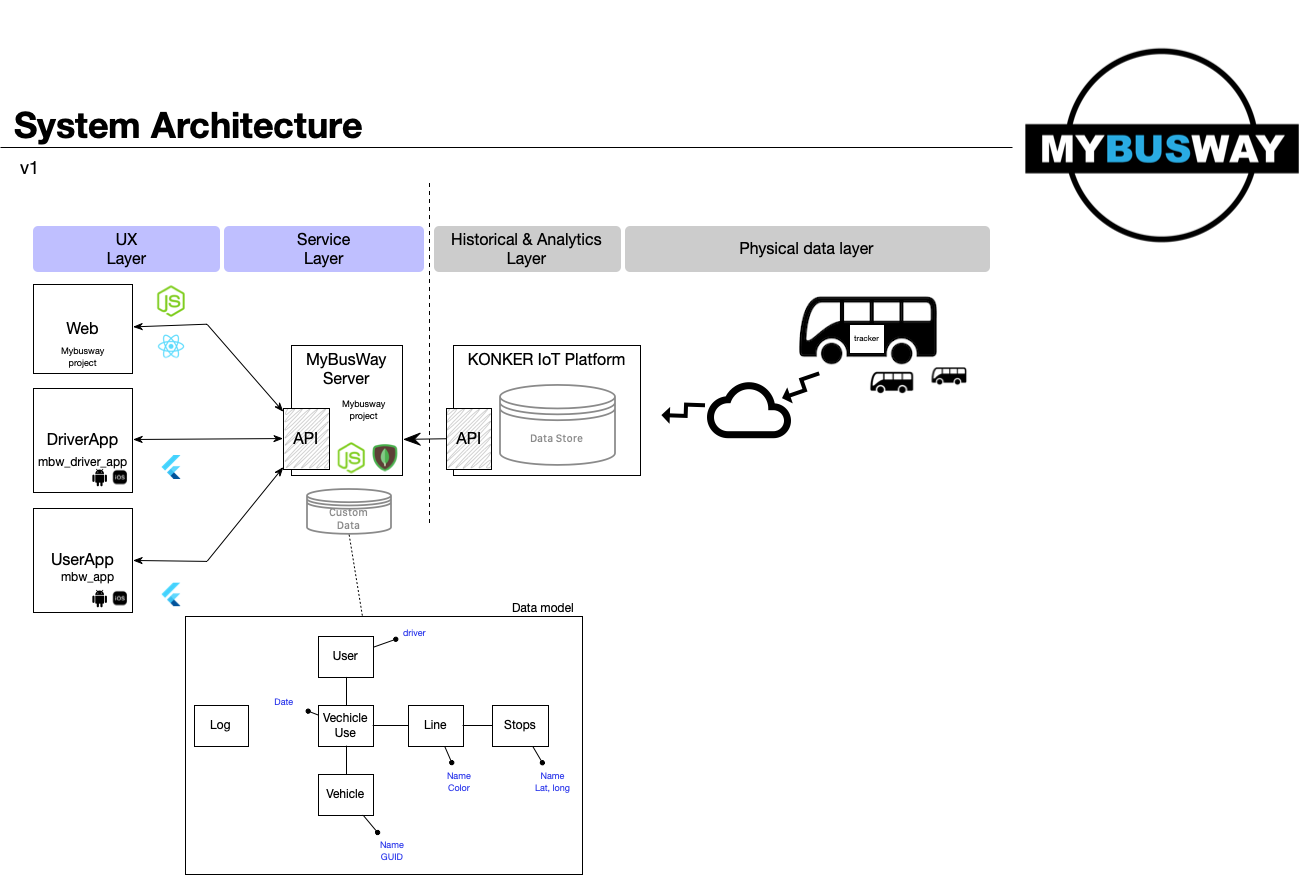 System Architecture
MYBUSWAY
v1
UX
Layer
Service
Layer
Historical & Analytics
Layer
Physical data layer
Web
Mybusway
project
JS
MyBusWay
Server
Mybusway
project
API
JS
KONKER IoT Platform
API
Data Store
tracker
DriverApp
mbw_driver_app
iOS
Custom
Data
UserApp
mbw_app
iOS
Data model
User
driver
Date
Log
Vechicle
Use
Line
Stops
Name
Color
Name
Lat, long
Vehicle
Name
GUID